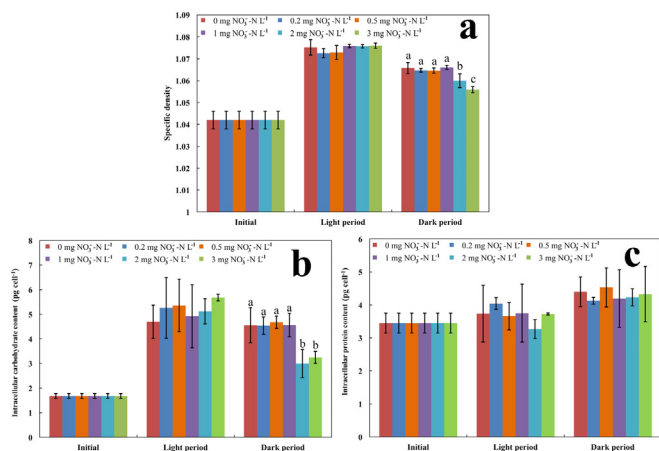 1.09
1.08
1.07
1.06
1.05
1.04
1.03
1.02
1.01
1
Specific density
0 mg NO₃⁻-N L⁻¹ 0.2 mg NO₃⁻-N L⁻¹ 0.5 mg NO₃⁻-N L⁻¹
1 mg NO₃⁻-N L⁻¹ 2 mg NO₃⁻-N L⁻¹ 3 mg NO₃⁻-N L⁻¹
a
a a a a b c
Initial Light period Dark period
8
7
6
5
4
3
2
1
0
Intracellular carbohydrate content (pg cell⁻¹)
0 mg NO₃⁻-N L⁻¹ 0.2 mg NO₃⁻-N L⁻¹ 0.5 mg NO₃⁻-N L⁻¹
1 mg NO₃⁻-N L⁻¹ 2 mg NO₃⁻-N L⁻¹ 3 mg NO₃⁻-N L⁻¹
b
a a a a b b
Initial Light period Dark period
6
5
4
3
2
1
0
Intracellular protein content (pg cell⁻¹)
0 mg NO₃⁻-N L⁻¹ 0.2 mg NO₃⁻-N L⁻¹ 0.5 mg NO₃⁻-N L⁻¹
1 mg NO₃⁻-N L⁻¹ 2 mg NO₃⁻-N L⁻¹ 3 mg NO₃⁻-N L⁻¹
c
Initial Light period Dark period